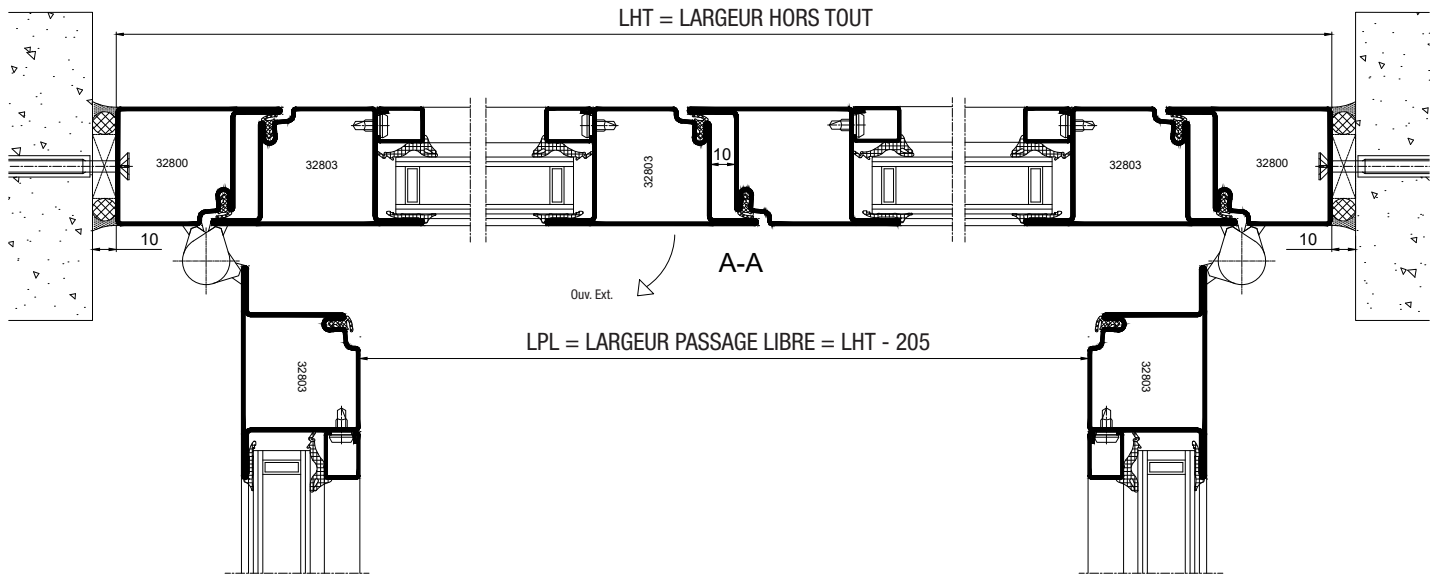 LHT = LARGEUR HORS TOUT
32800
32803
32803
10
32803
32800
10
10
A-A
Ouv. Ext.
LPL = LARGEUR PASSAGE LIBRE = LHT - 205
32803
32803